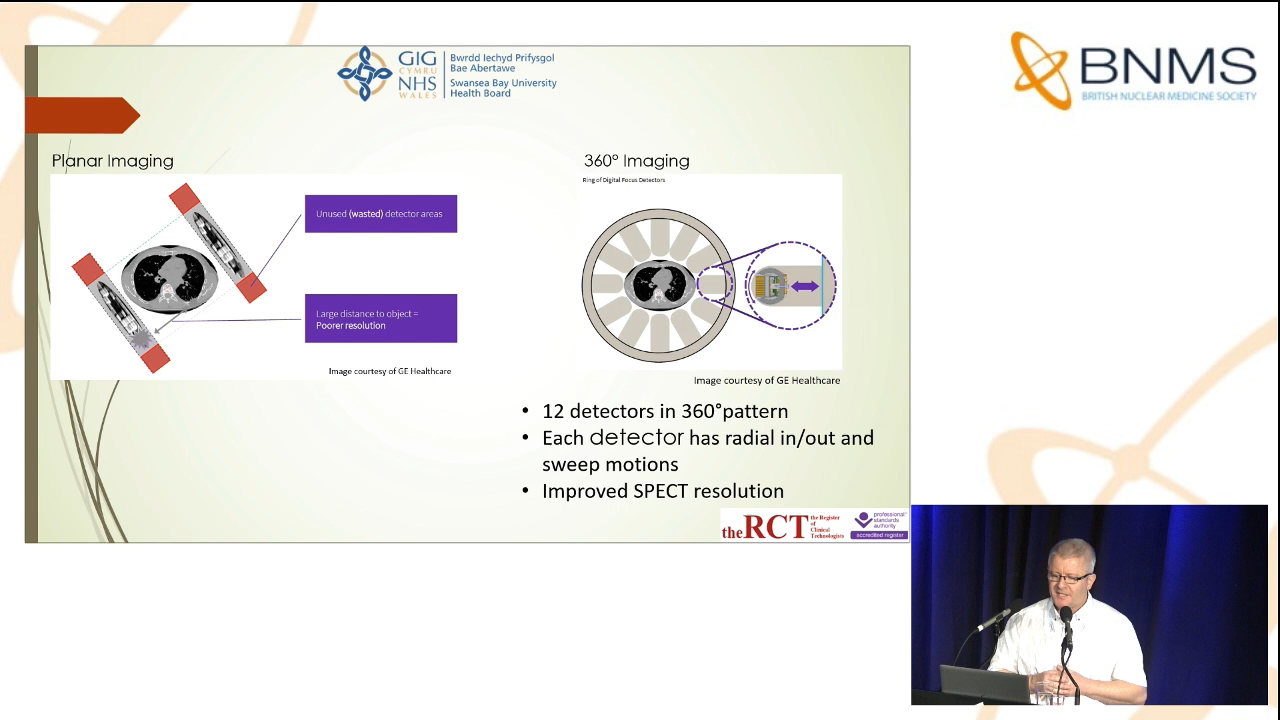 GIG
CYMRU
NHS
WALES
Bwrdd Iechyd Prifysgol
Bae Abertawe
Swansea Bay University
Health Board
BNMS
BRITISH NUCLEAR MEDICINE SOCIETY
Planar Imaging
Unused (wasted) detector areas
Large distance to object =
Poorer resolution
Image courtesy of GE Healthcare
360° Imaging
Ring of Digital Focus Detectors
Image courtesy of GE Healthcare
• 12 detectors in 360°pattern
• Each detector has radial in/out and
sweep motions
• Improved SPECT resolution
theRCT
the Register
of
Clinical
Technologists
professional
standards
authority
accredited register